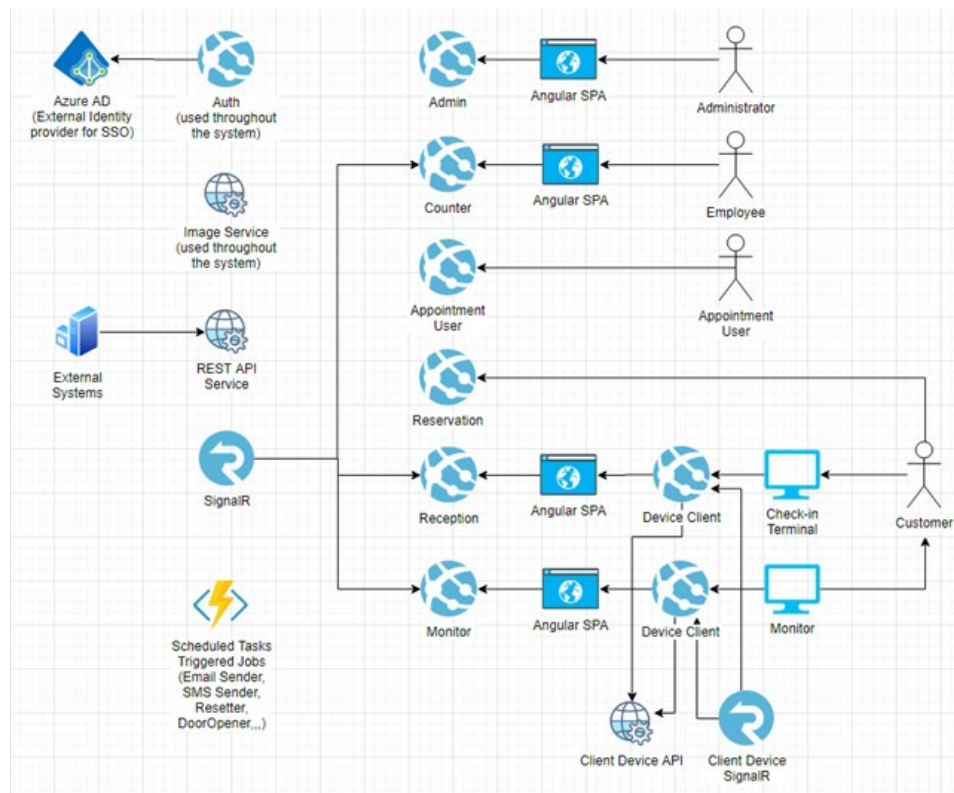 Azure AD
(External Identity
provider for SSO)
Auth
(used throughout
the system)
Admin
Angular SPA
Administrator
Image Service
(used throughout
the system)
Counter
Angular SPA
Employee
Appointment
User
Appointment
User
External
Systems
REST API
Service
Reservation
SignalR
Reception
Angular SPA
Device Client
Check-in
Terminal
Customer
Scheduled Tasks
Triggered Jobs
(Email Sender,
SMS Sender,
Resetter,
DoorOpener,,,)
Monitor
Angular SPA
Device Client
Monitor
Client Device API
Client Device
SignalR